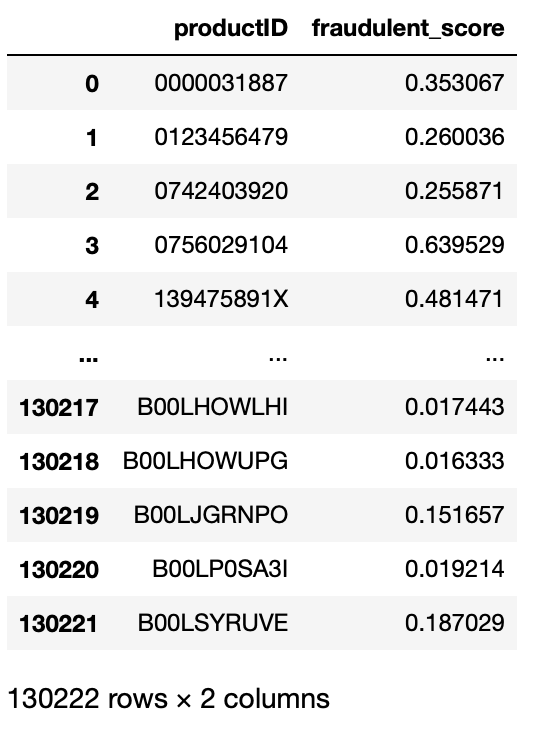 productID fraudulent_score
0 0000031887 0.353067
1 0123456479 0.260036
2 0742403920 0.255871
3 0756029104 0.639529
4 139475891X 0.481471
... ... ...
130217 B00LHOWLHI 0.017443
130218 B00LHOWUPG 0.016333
130219 B00LJGRNPO 0.151657
130220 B00LP0SA3I 0.019214
130221 B00LSYRUVE 0.187029
130222 rows × 2 columns